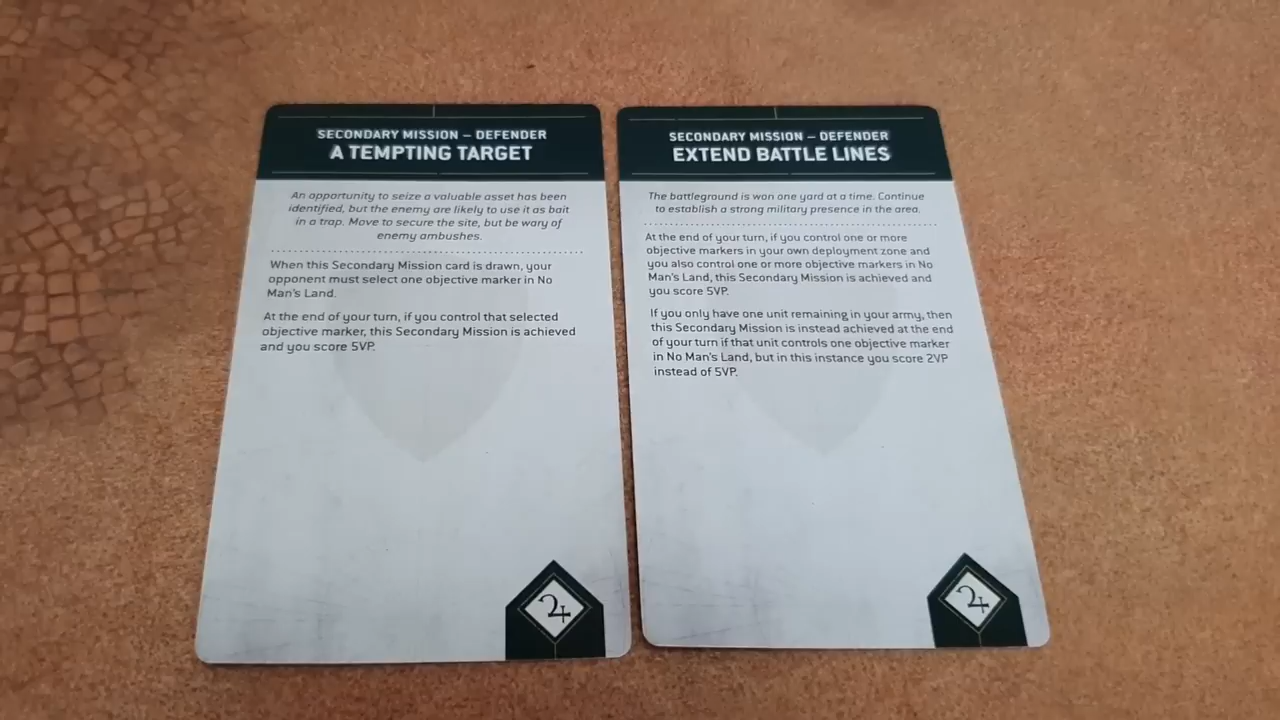 SECONDARY MISSION – DEFENDER
A TEMPTING TARGET
An opportunity to seize a valuable asset has been
identified, but the enemy are likely to use it as bait
in a trap. Move to secure the site, but be wary of
enemy ambushes.
When this Secondary Mission card is drawn, your
opponent must select one objective marker in No
Man's Land.
At the end of your turn, if you control that selected
objective marker, this Secondary Mission is achieved
and you score 5VP.
SECONDARY MISSION – DEFENDER
EXTEND BATTLE LINES
The battleground is won one yard at a time. Continue
to establish a strong military presence in the area.
At the end of your turn, if you control one or more
objective markers in your own deployment zone and
you also control one or more objective markers in No
Man's Land, this Secondary Mission is achieved and
you score 5VP.
If you only have one unit remaining in your army, then
this Secondary Mission is instead achieved at the end
of your turn if that unit controls one objective marker
in No Man's Land, but in this instance you score 2VP
instead of 5VP.